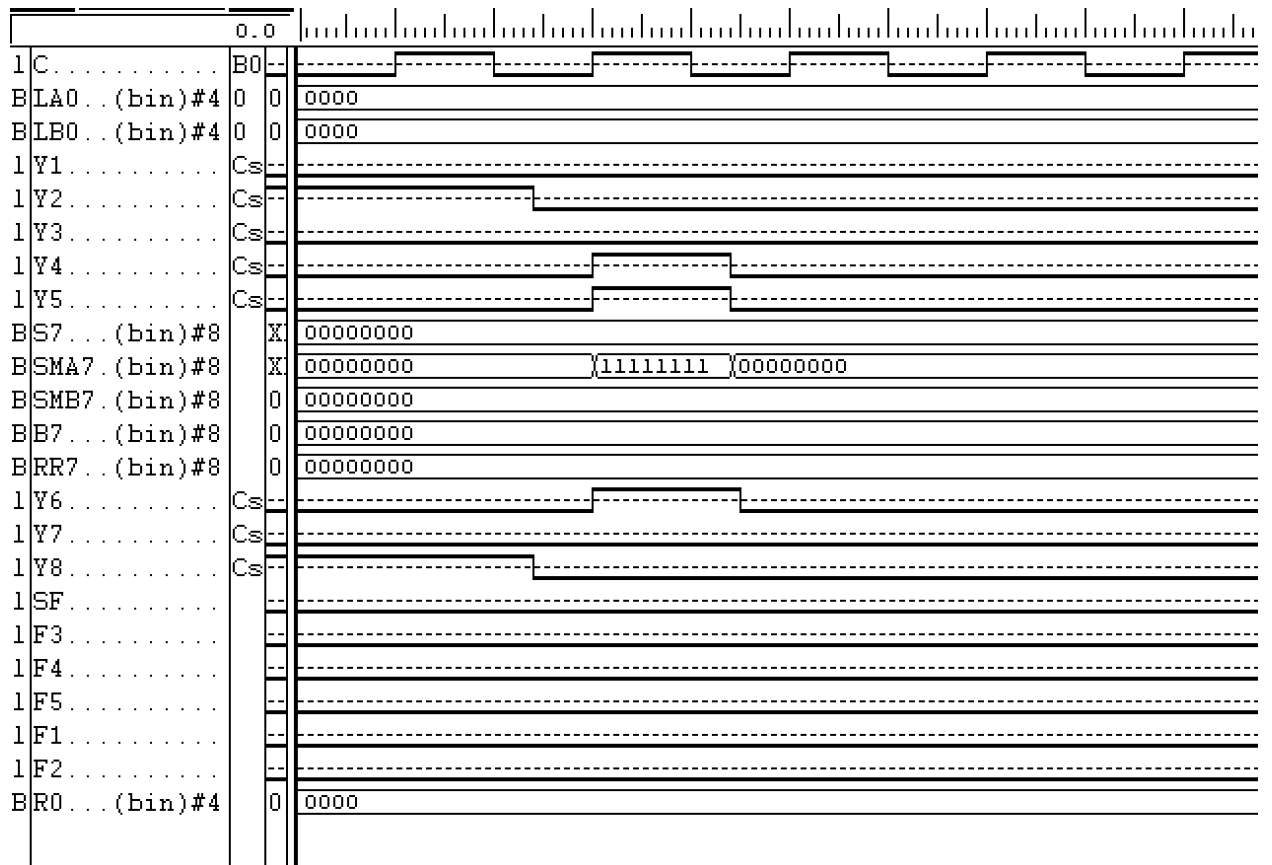 0.0
1 C........... B0
B LA0..(bin)#4 0 0 0000
B LB0..(bin)#4 0 0 0000
1 Y1.......... Cs
1 Y2.......... Cs
1 Y3.......... Cs
1 Y4.......... Cs
1 Y5.......... Cs
B S7...(bin)#8 X 00000000
B SMA7.(bin)#8 X 00000000 11111111 00000000
B SMB7.(bin)#8 0 00000000
B B7...(bin)#8 0 00000000
B RR7..(bin)#8 0 00000000
1 Y6.......... Cs
1 Y7.......... Cs
1 Y8.......... Cs
1 SF..........
1 F3..........
1 F4..........
1 F5..........
1 F1..........
1 F2..........
B R0...(bin)#4 0 0000